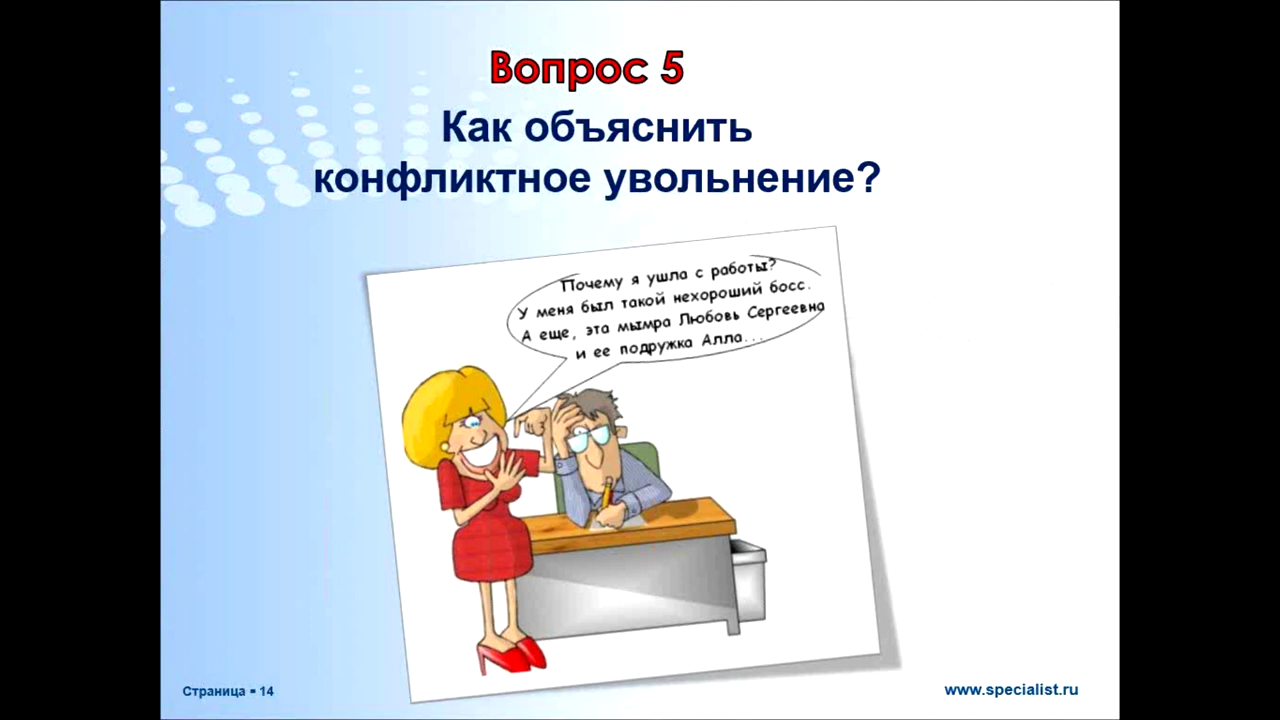 Вопрос 5
Как объяснить
конфликтное увольнение?
Почему я ушла с работы?
У меня был такой нехороший босс.
А еще, эта мымра Любовь Сергеевна
и ее подружка Алла...
Страница ▪ 14
www.specialist.ru